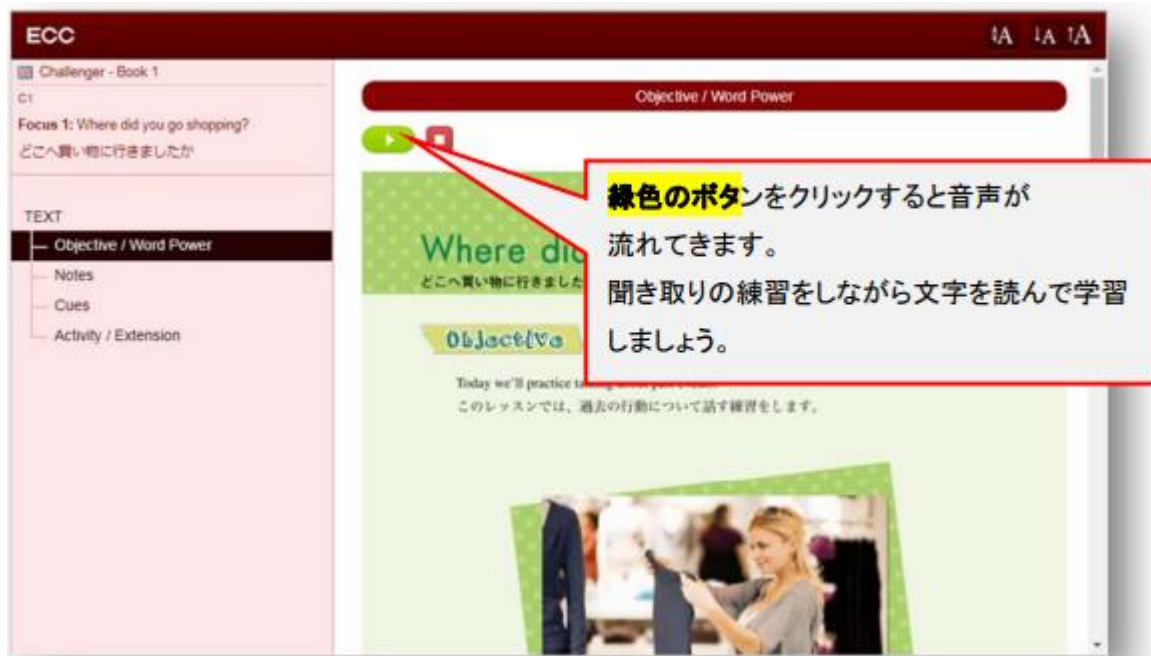 ECC
↕A ↓A ↑A
Challenger - Book 1
C1
Focus 1: Where did you go shopping?
どこへ買い物に行きましたか
TEXT
Objective / Word Power
Notes
Cues
Activity / Extension
Objective / Word Power
緑色のボタンをクリックすると音声が
流れてきます。
聞き取りの練習をしながら文字を読んで学習
しましょう。
Where did
どこへ買い物に行きました
Objective
Today we'll practice
このレッスンでは、過去の行動について話す練習をします。